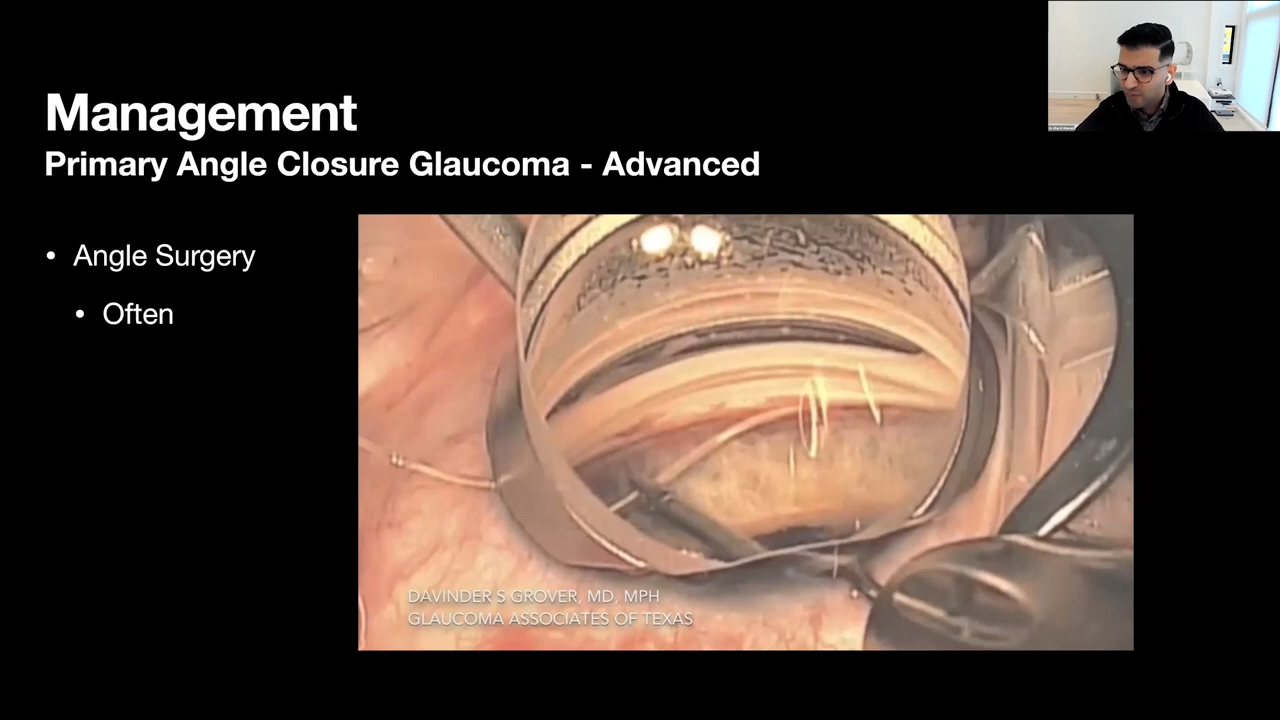 Management
Primary Angle Closure Glaucoma - Advanced
• Angle Surgery
• Often
DAVINDER S GROVER, MD, MPH
GLAUCOMA ASSOCIATES OF TEXAS